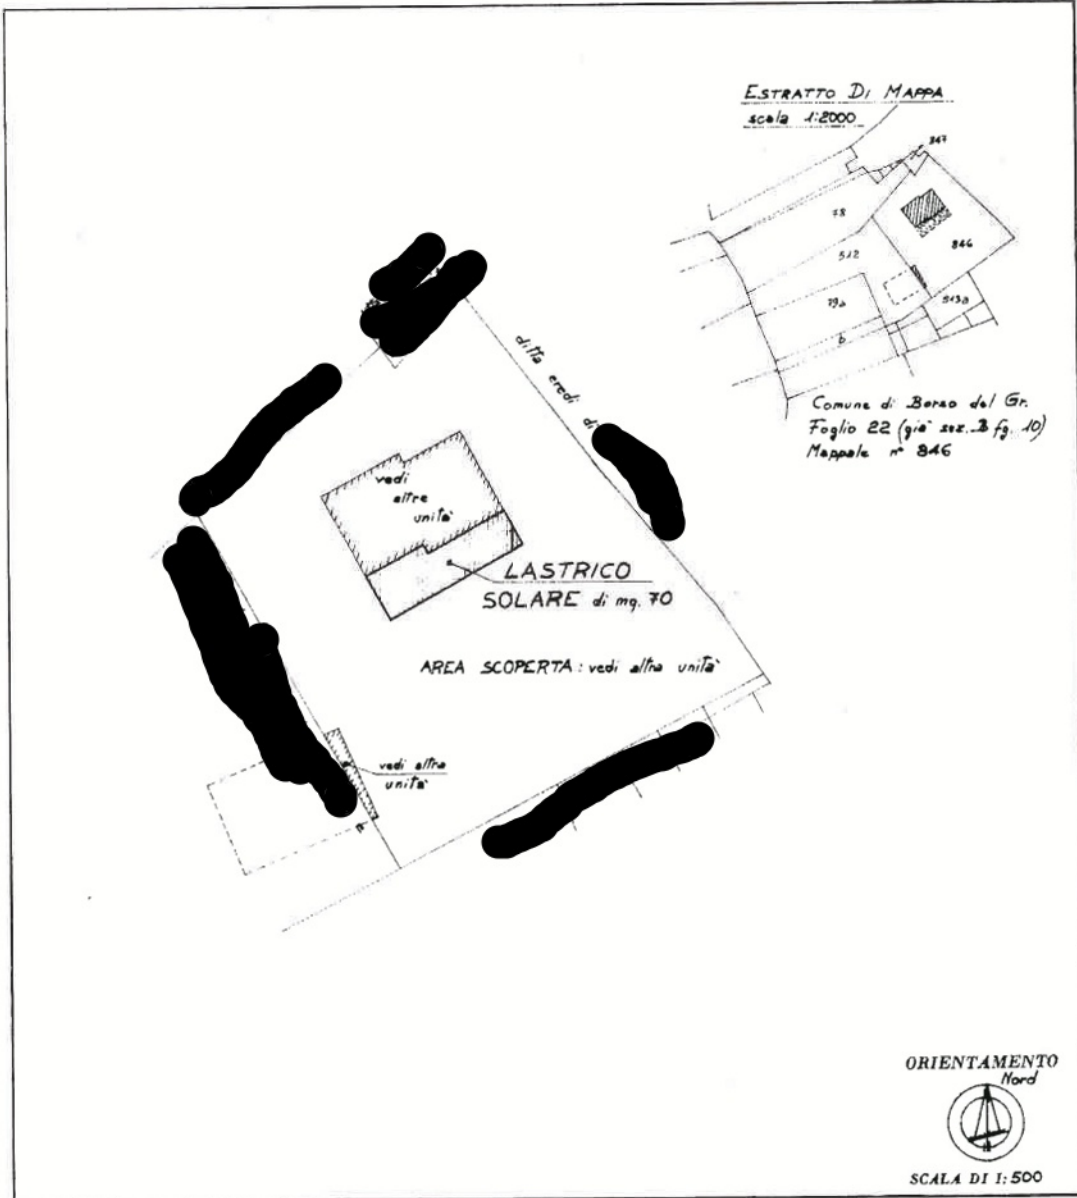 ESTRATTO DI MAPPA
scala 1:2000
847
78
512
846
79a
513a
b
Comune di Borso del Gr.
Foglio 22 (già sez. B fg. 10)
Mappale n° 846
ditta eredi di
vedi
altre
unità
LASTRICO
SOLARE di mq. 70
AREA SCOPERTA: vedi altra unità
vedi altra
unità
ORIENTAMENTO
Nord
SCALA DI 1:500